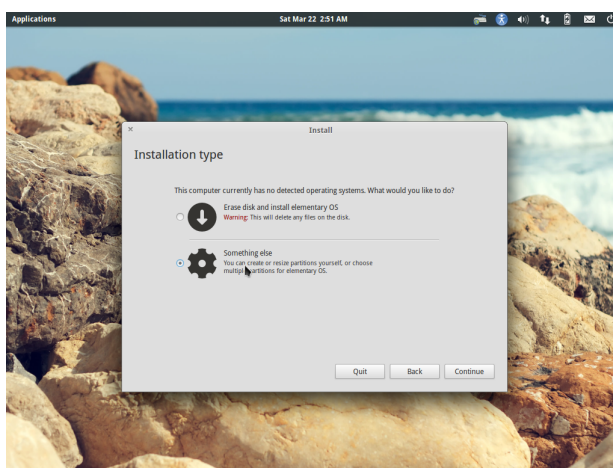 Applications
Sat Mar 22 2:51 AM
Install
Installation type
This computer currently has no detected operating systems. What would you like to do?
Erase disk and install elementary OS
Warning: This will delete any files on the disk.
Something else
You can create or resize partitions yourself, or choose
multiple partitions for elementary OS.
Quit
Back
Continue